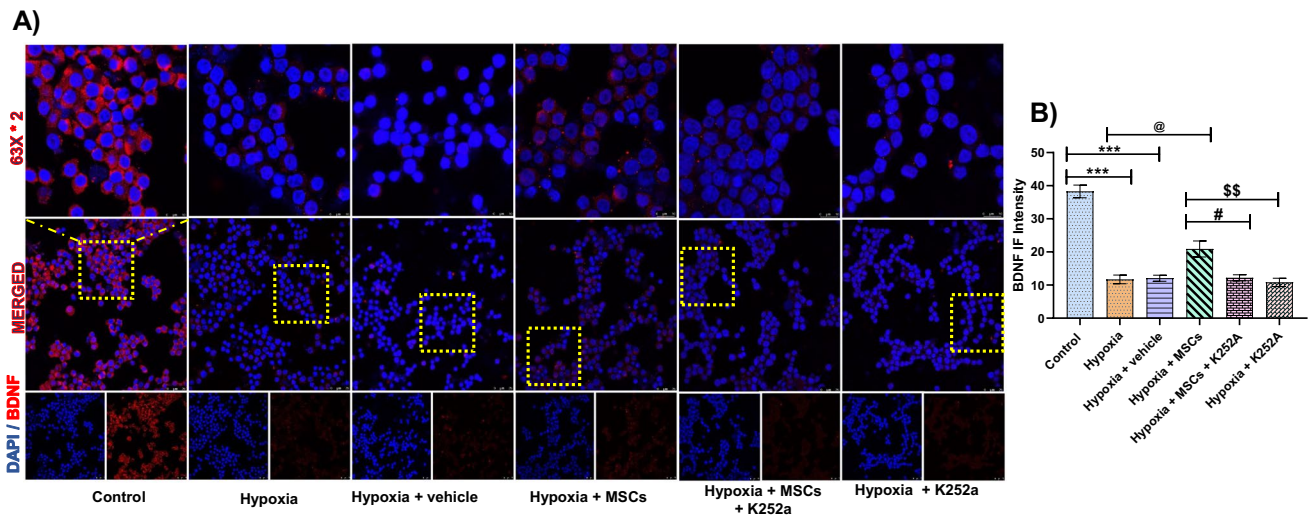 A)
63X * 2
MERGED
DAPI / BDNF
Control
Hypoxia
Hypoxia + vehicle
Hypoxia + MSCs
Hypoxia + MSCs
+ K252a
Hypoxia + K252a
B)
@
***
***
$$
#
BDNF IF Intensity
50
40
30
20
10
0
Control
Hypoxia
Hypoxia + vehicle
Hypoxia + MSCs
Hypoxia + MSCs + K252A
Hypoxia + K252A